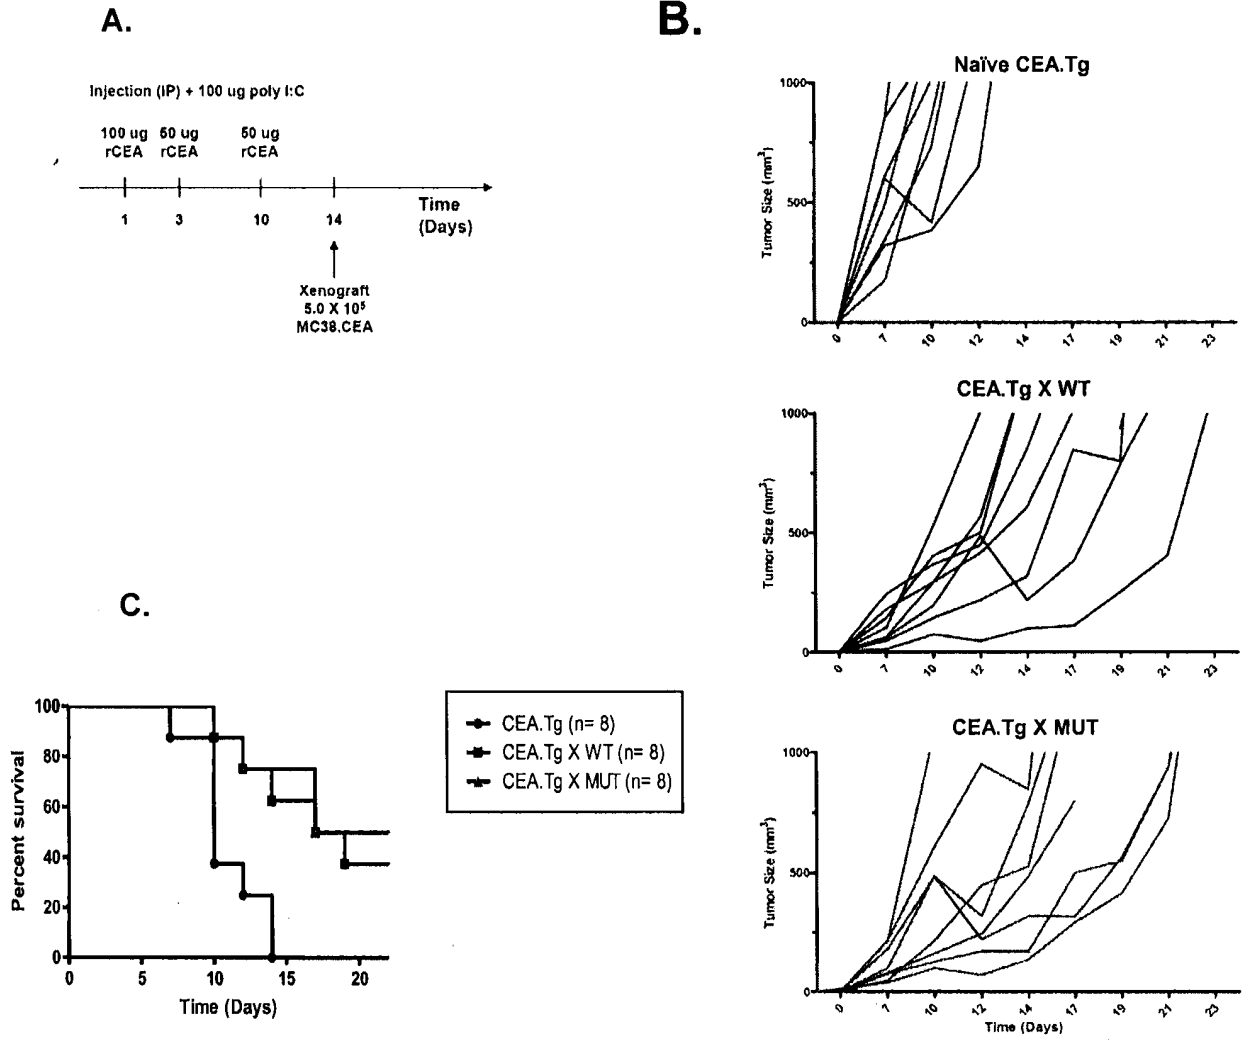 A.
Injection (IP) + 100 ug poly I:C
100 ug 50 ug 50 ug
rCEA rCEA rCEA
1 3 10 14
Time
(Days)
Xenograft
5.0 X 10⁵
MC38.CEA
B.
Naïve CEA.Tg
1000
500
0
Tumor Size (mm³)
0 7 10 12 14 17 19 21 23
CEA.Tg X WT
1000
500
0
Tumor Size (mm³)
0 7 10 12 14 17 19 21 23
CEA.Tg X MUT
1000
500
0
Tumor Size (mm³)
0 7 10 12 14 17 19 21 23
Time (Days)
C.
100
80
60
40
20
0
Percent survival
0 5 10 15 20
Time (Days)
CEA.Tg (n= 8)
CEA.Tg X WT (n= 8)
CEA.Tg X MUT (n= 8)